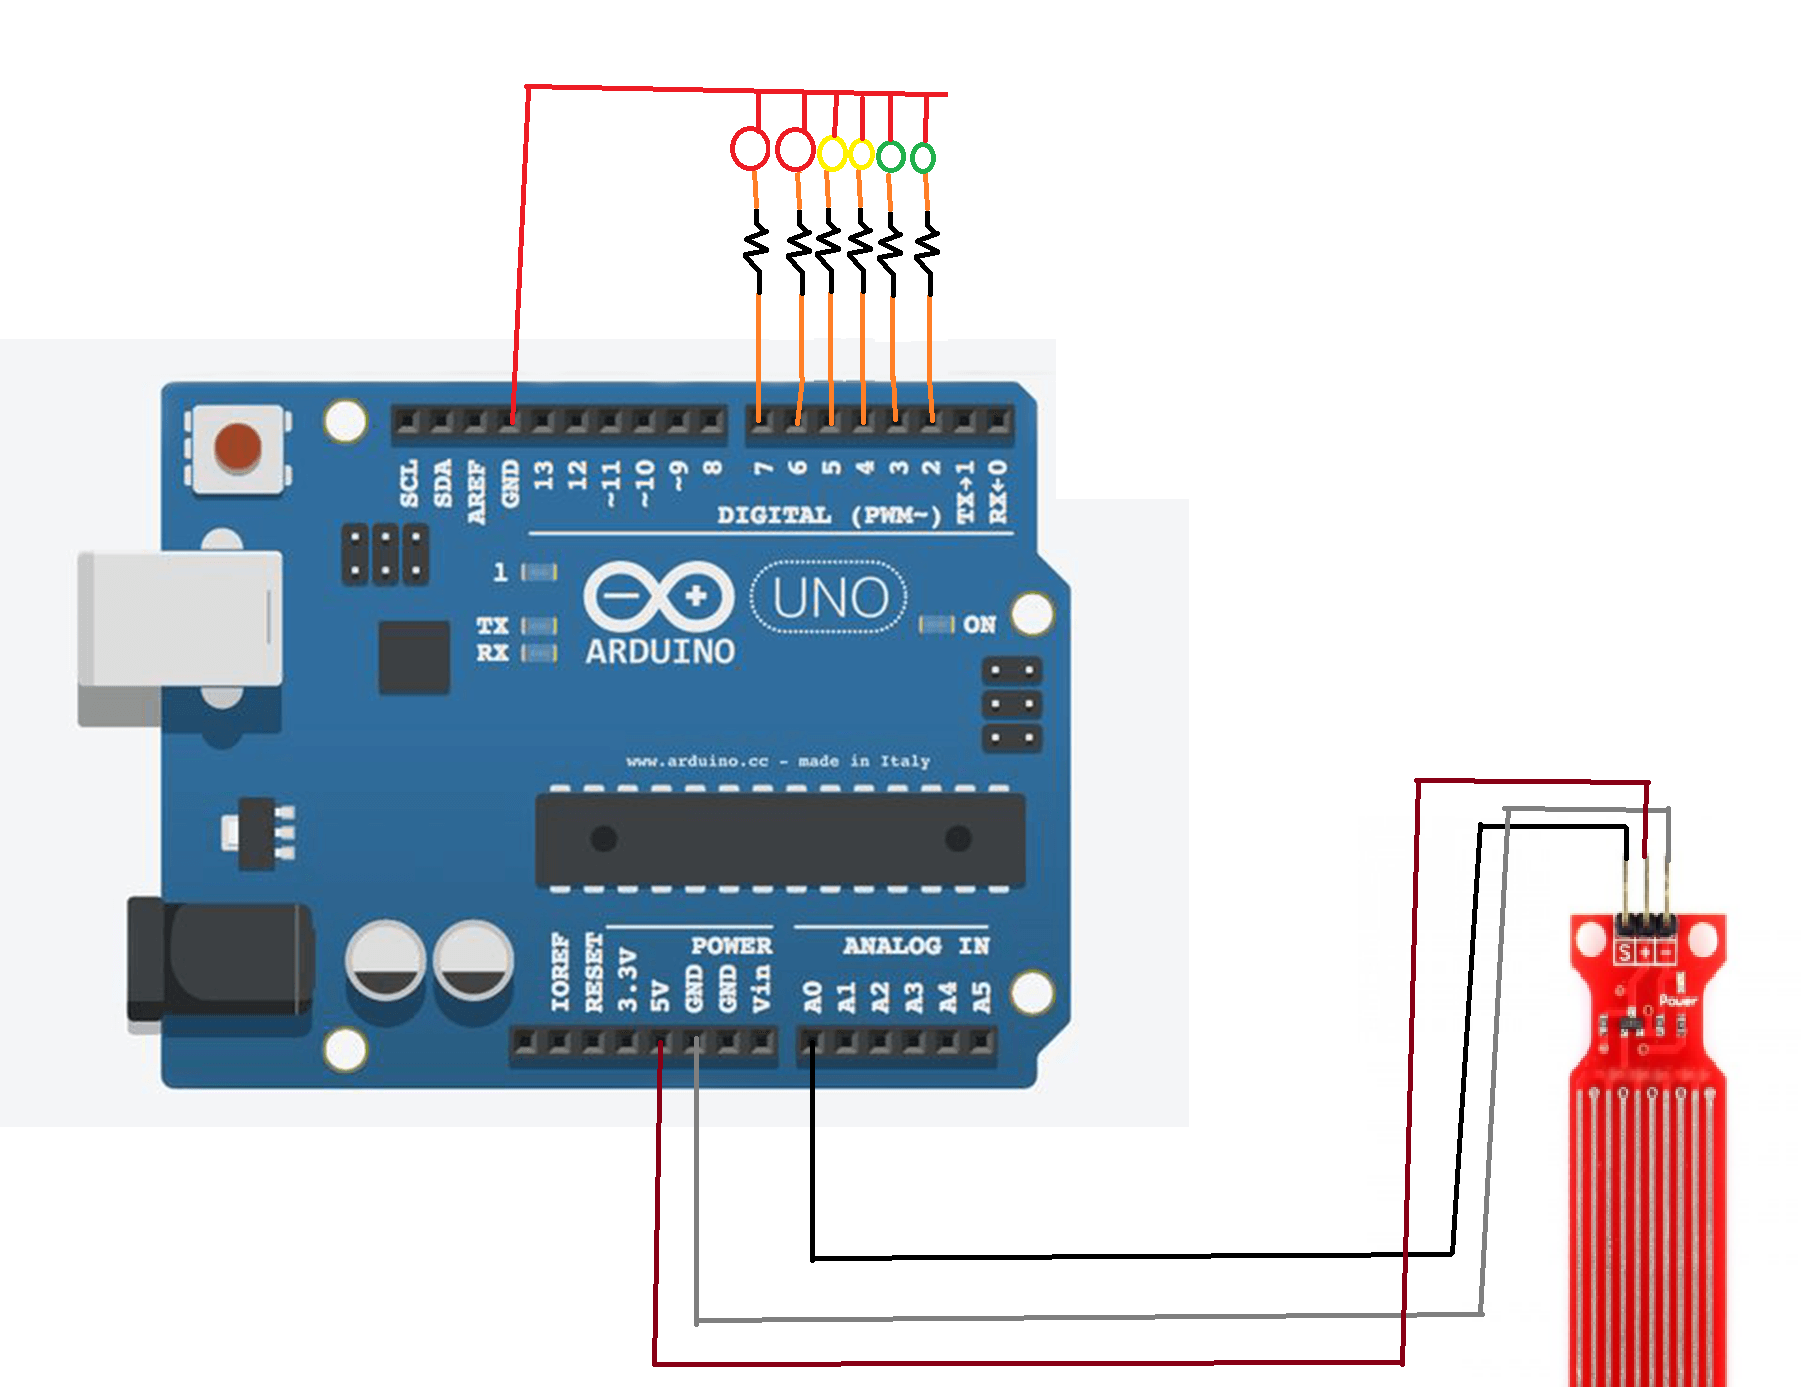 SCL
SDA
AREF
GND
13
12
~11
~10
~9
8
7
6
5
4
3
2
TX→1
RX←0
DIGITAL (PWM~)
1
TX
RX
ARDUINO
UNO
ON
www.arduino.cc - made in Italy
POWER
ANALOG IN
IOREF
RESET
3.3V
5V
GND
GND
Vin
A0
A1
A2
A3
A4
A5
S + -
Power